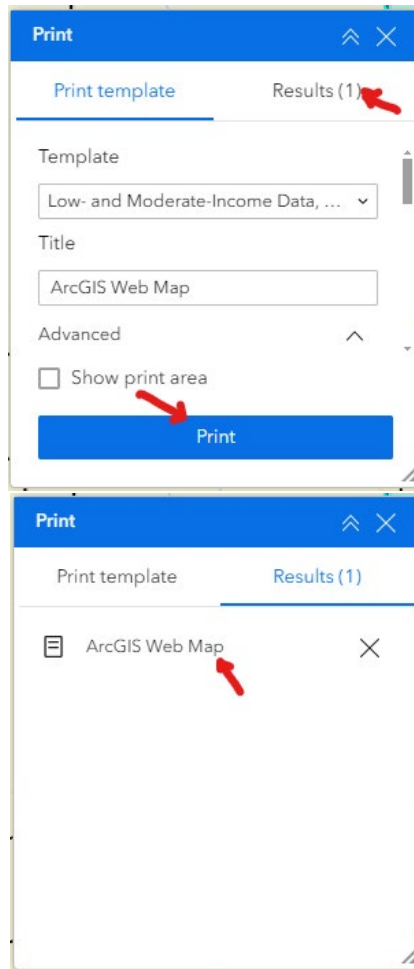 Print
Print template Results (1)
Template
Low- and Moderate-Income Data, ...
Title
ArcGIS Web Map
Advanced
Show print area
Print
Print
Print template Results (1)
ArcGIS Web Map